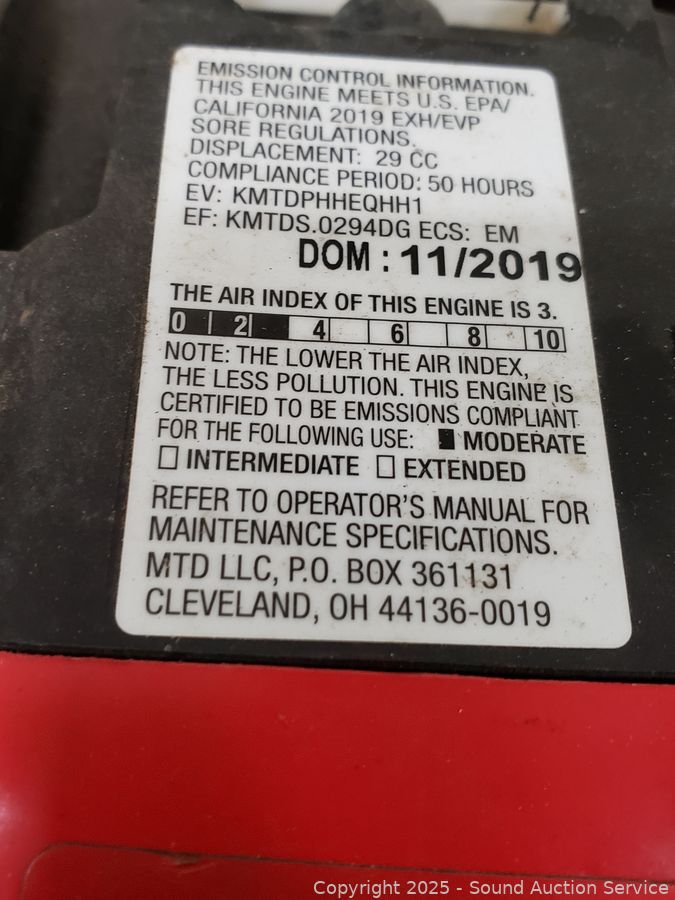 EMISSION CONTROL INFORMATION.
THIS ENGINE MEETS U.S. EPA/
CALIFORNIA 2019 EXH/EVP
SORE REGULATIONS.
DISPLACEMENT: 29 CC
COMPLIANCE PERIOD: 50 HOURS
EV: KMTDPHHEQHH1
EF: KMTDS.0294DG ECS: EM
DOM : 11/2019
THE AIR INDEX OF THIS ENGINE IS 3.
0 2 4 6 8 10
NOTE: THE LOWER THE AIR INDEX,
THE LESS POLLUTION. THIS ENGINE IS
CERTIFIED TO BE EMISSIONS COMPLIANT
FOR THE FOLLOWING USE: ■ MODERATE
☐ INTERMEDIATE ☐ EXTENDED
REFER TO OPERATOR'S MANUAL FOR
MAINTENANCE SPECIFICATIONS.
MTD LLC, P.O. BOX 361131
CLEVELAND, OH 44136-0019
Copyright 2025 - Sound Auction Service